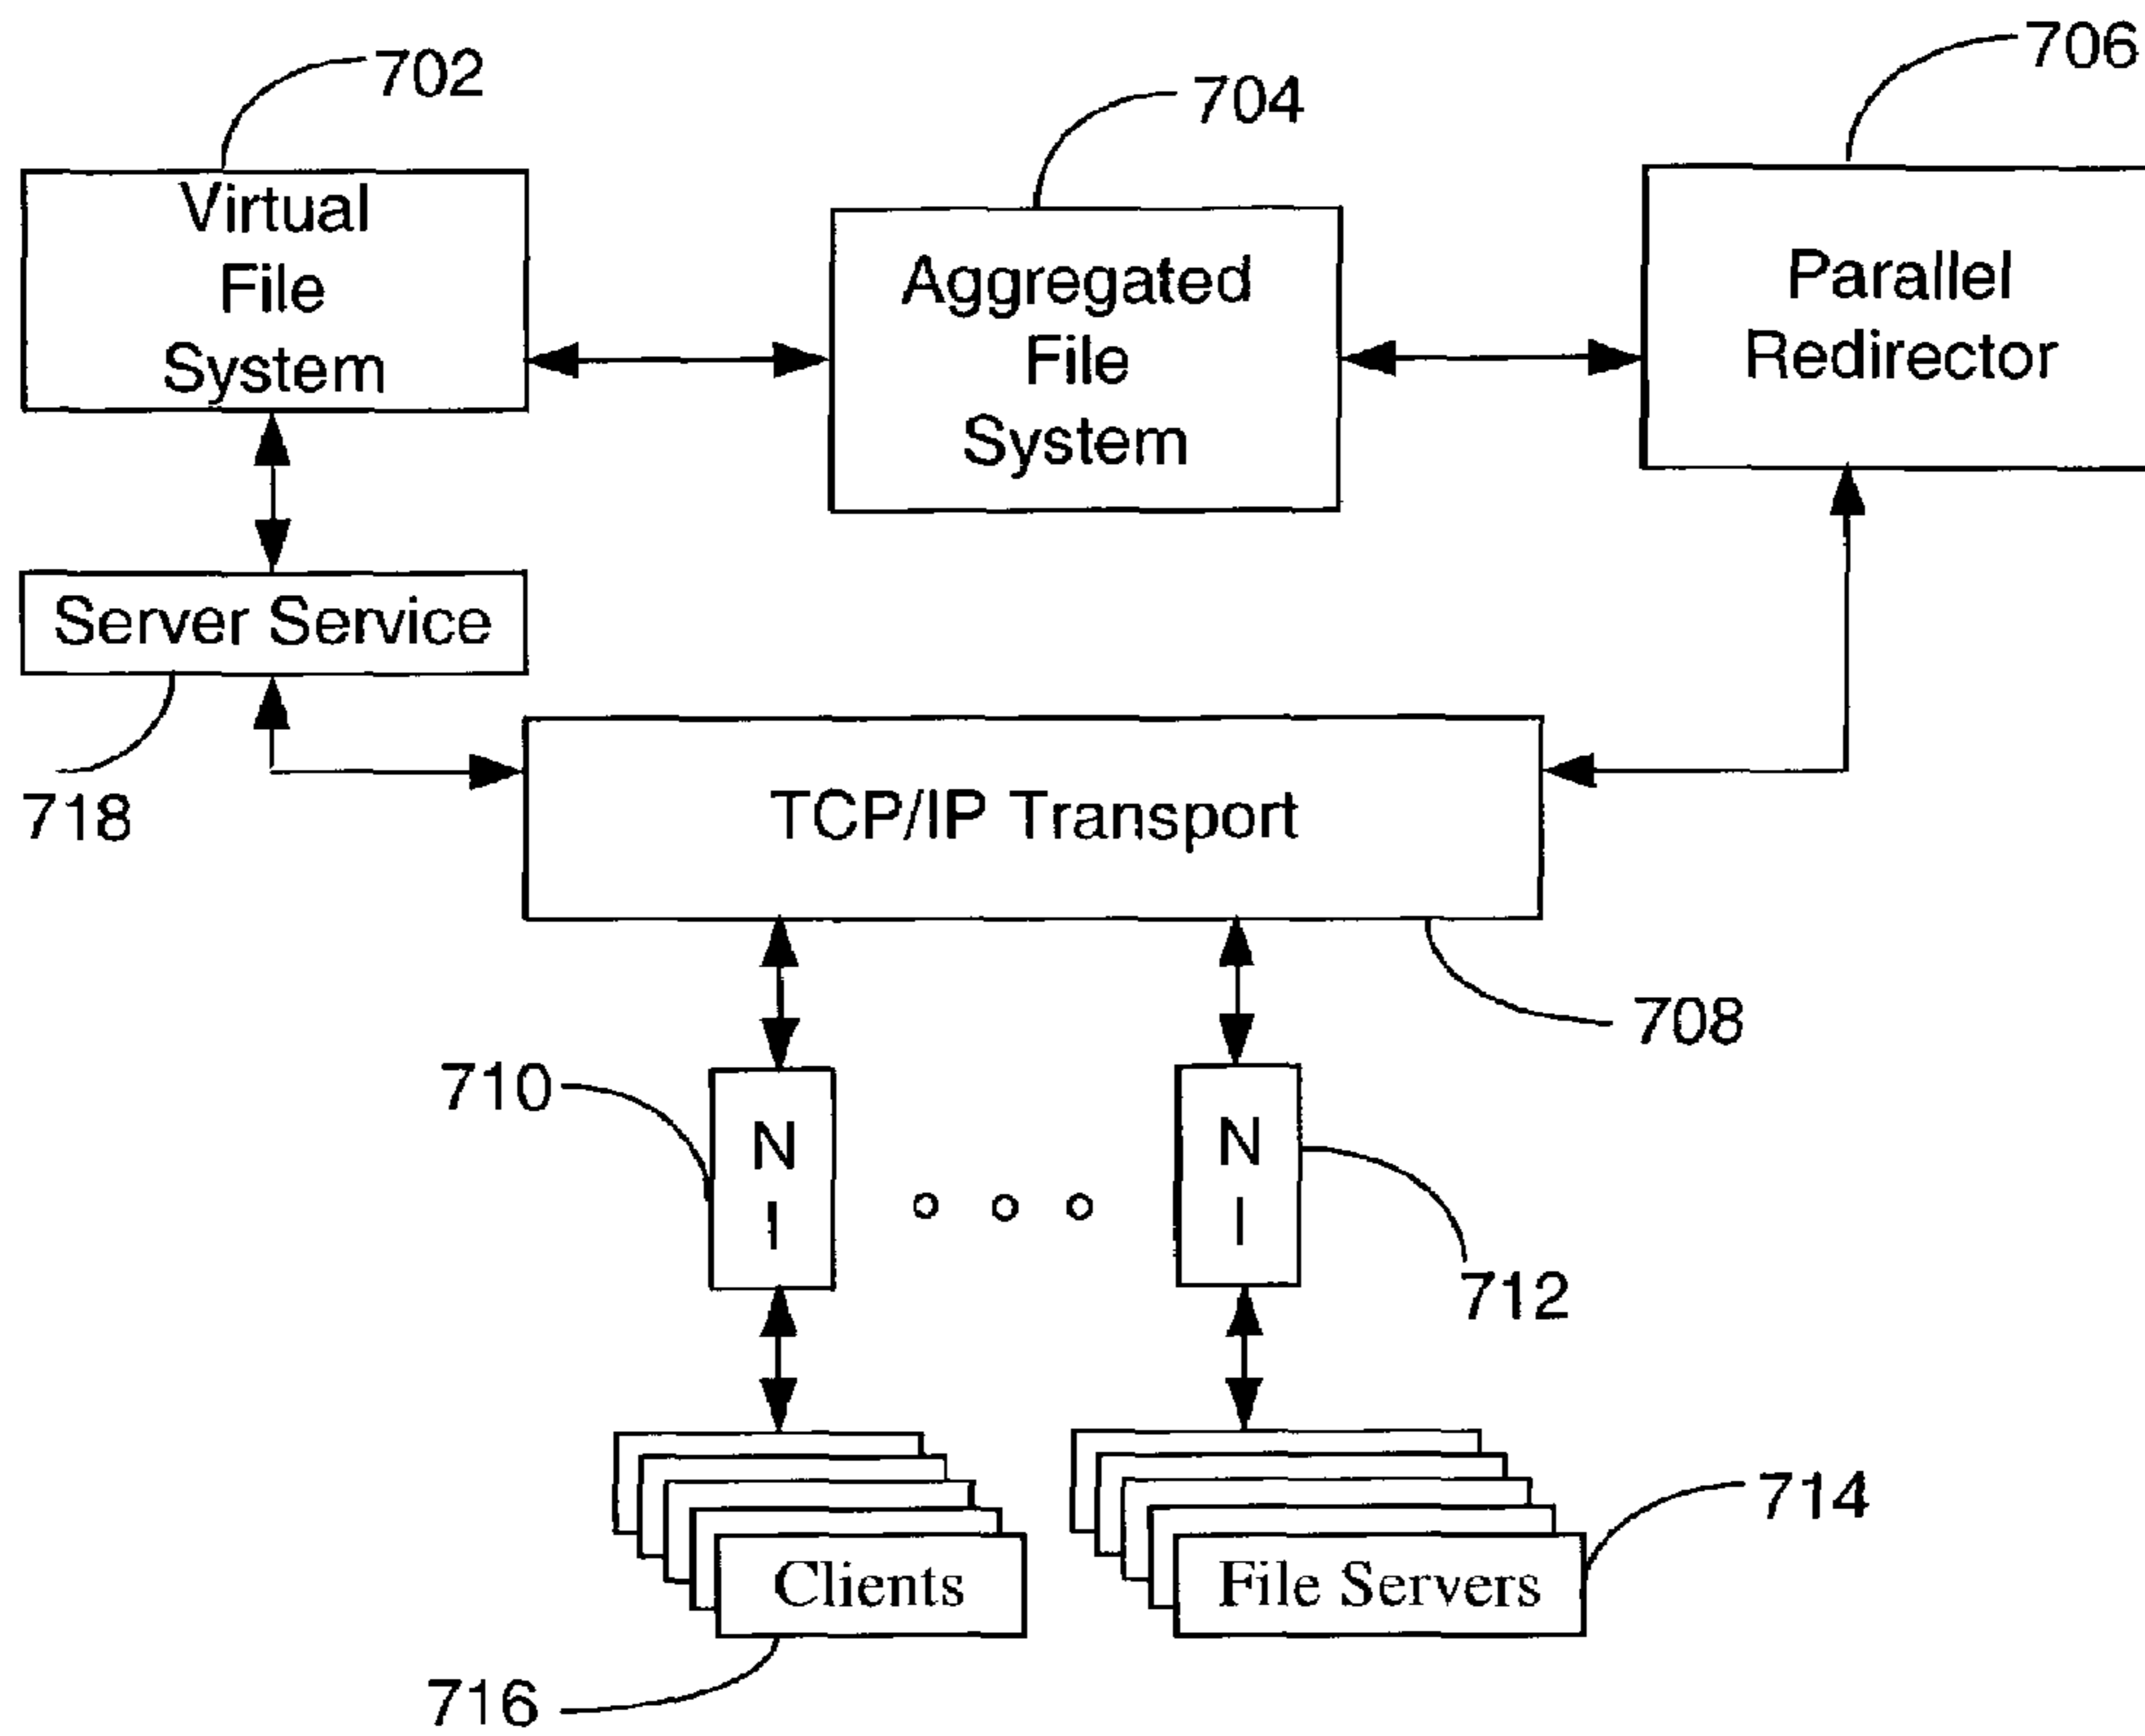 702
704
706
Virtual
File
System
Aggregated
File
System
Parallel
Redirector
Server Service
718
TCP/IP Transport
708
710
N
I
N
I
712
714
Clients
File Servers
716